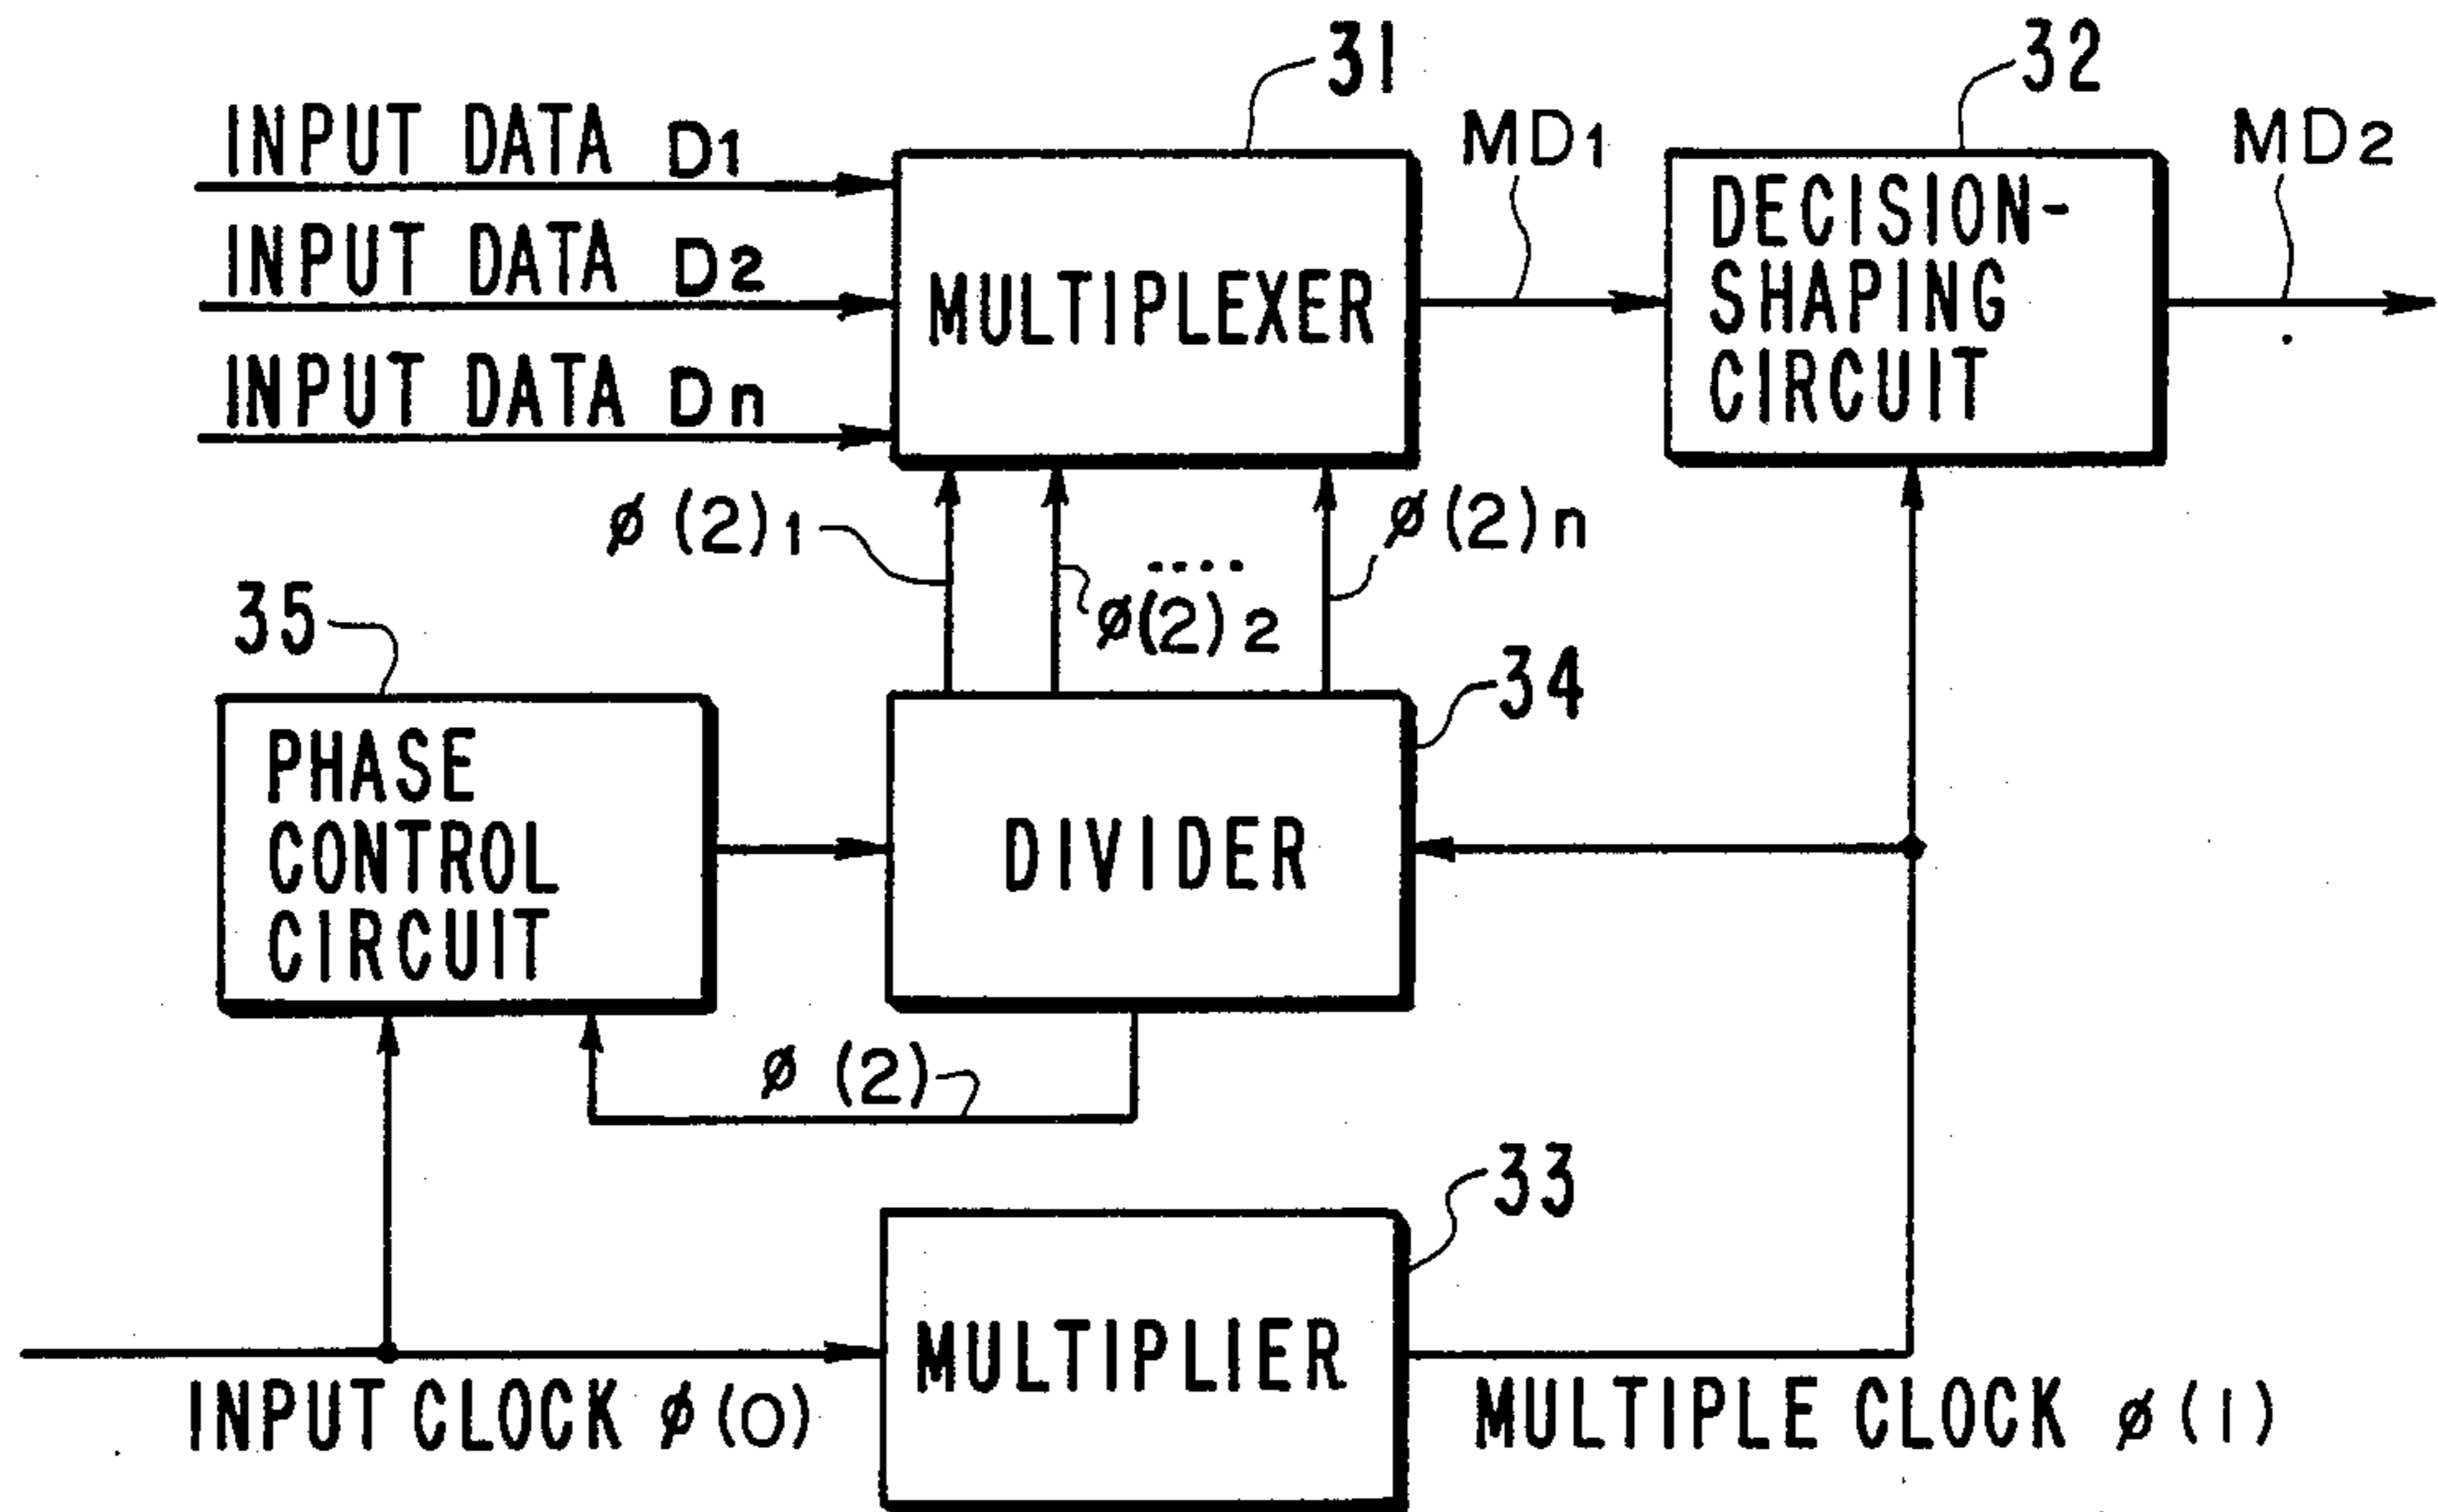 31
32
INPUT DATA D1
MD1
MD2
INPUT DATA D2
INPUT DATA Dn
MULTIPLEXER
DECISION-
SHAPING
CIRCUIT
ø(2)1
ø(2)2
....
ø(2)n
35
34
PHASE
CONTROL
CIRCUIT
DIVIDER
ø(2)
33
MULTIPLIER
INPUT CLOCK ø(0)
MULTIPLE CLOCK ø(1)